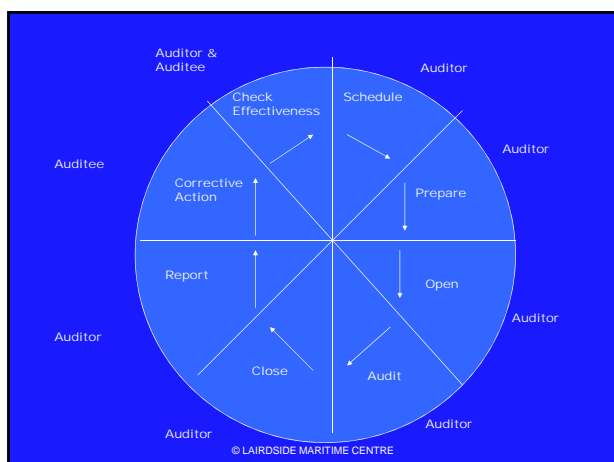 Auditor &
Auditee
Auditor
Check
Effectiveness
Schedule
Auditor
Auditee
Corrective
Action
Prepare
Report
Open
Auditor
Auditor
Close
Audit
Auditor
Auditor
© LAIRDSIDE MARITIME CENTRE